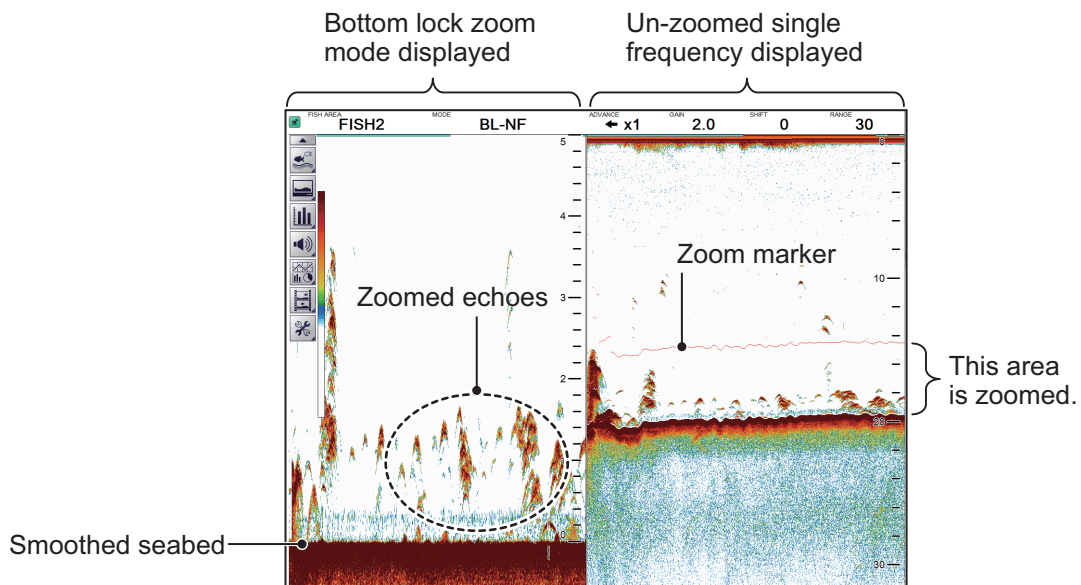 Bottom lock zoom
mode displayed
Un-zoomed single
frequency displayed
FISH AREA
FISH2
MODE
BL-NF
ADVANCE
x1
GAIN
2.0
SHIFT
0
RANGE
30
5
4
3
2
0
10
20
30
Zoom marker
Zoomed echoes
This area
is zoomed.
Smoothed seabed